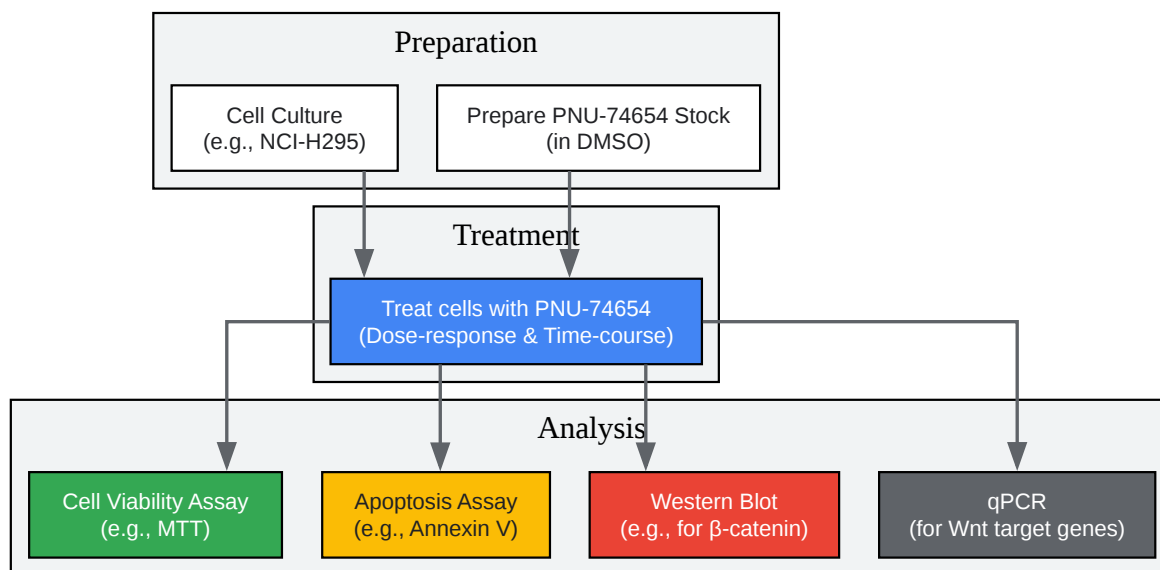 Preparation
Cell Culture
(e.g., NCI-H295)
Prepare PNU-74654 Stock
(in DMSO)
Treatment
Treat cells with PNU-74654
(Dose-response & Time-course)
Analysis
Cell Viability Assay
(e.g., MTT)
Apoptosis Assay
(e.g., Annexin V)
Western Blot
(e.g., for β-catenin)
qPCR
(for Wnt target genes)